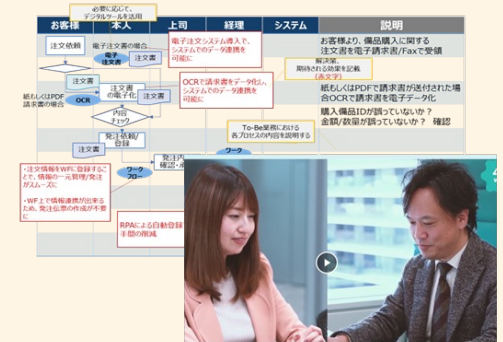 必要に応じて、
デジタルツールを活用
お客様
本人
上司
経理
システム
説明
注文依頼
電子注文書の場合
電子
注文書
注文書
電子注文システム導入で、
システムでのデータ連携を
可能に
お客様より、備品購入に関する
注文書を電子請求書/Faxで受領
解決策、
期待される効果を記載
(赤文字)
注文書
紙もしくはPDF
請求書の場合
OCR
注文書
の電子化
OCRで請求書をデータ化し、
システムでのデータ連携を
可能に
紙もしくはPDFで請求書が送付された場
合OCRで請求書を電子データ化
内容
チェック
購入備品IDが誤っていないか？
金額/数量が誤っていないか？ 確認
注文書
発注依頼/
登録
To-Be業務における
各プロセスの内容を説明する
注文書
ワーク
・注文情報をWFに登録するこ
とで、情報の一元管理/発注
がスムーズに
・WF上で情報連携が出来る
ため、発注伝票の作成が不要
に
ワーク
フロー
発注内
確認・
RPAによる自動登録
手間の削減